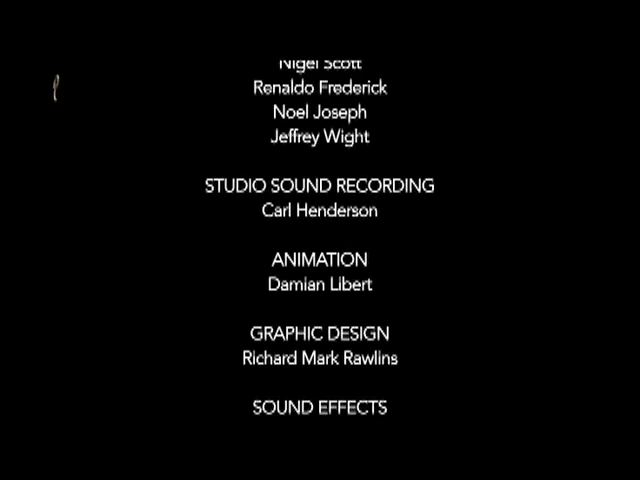 Nigel Scott
Renaldo Frederick
Noel Joseph
Jeffrey Wight
STUDIO SOUND RECORDING
Carl Henderson
ANIMATION
Damian Libert
GRAPHIC DESIGN
Richard Mark Rawlins
SOUND EFFECTS